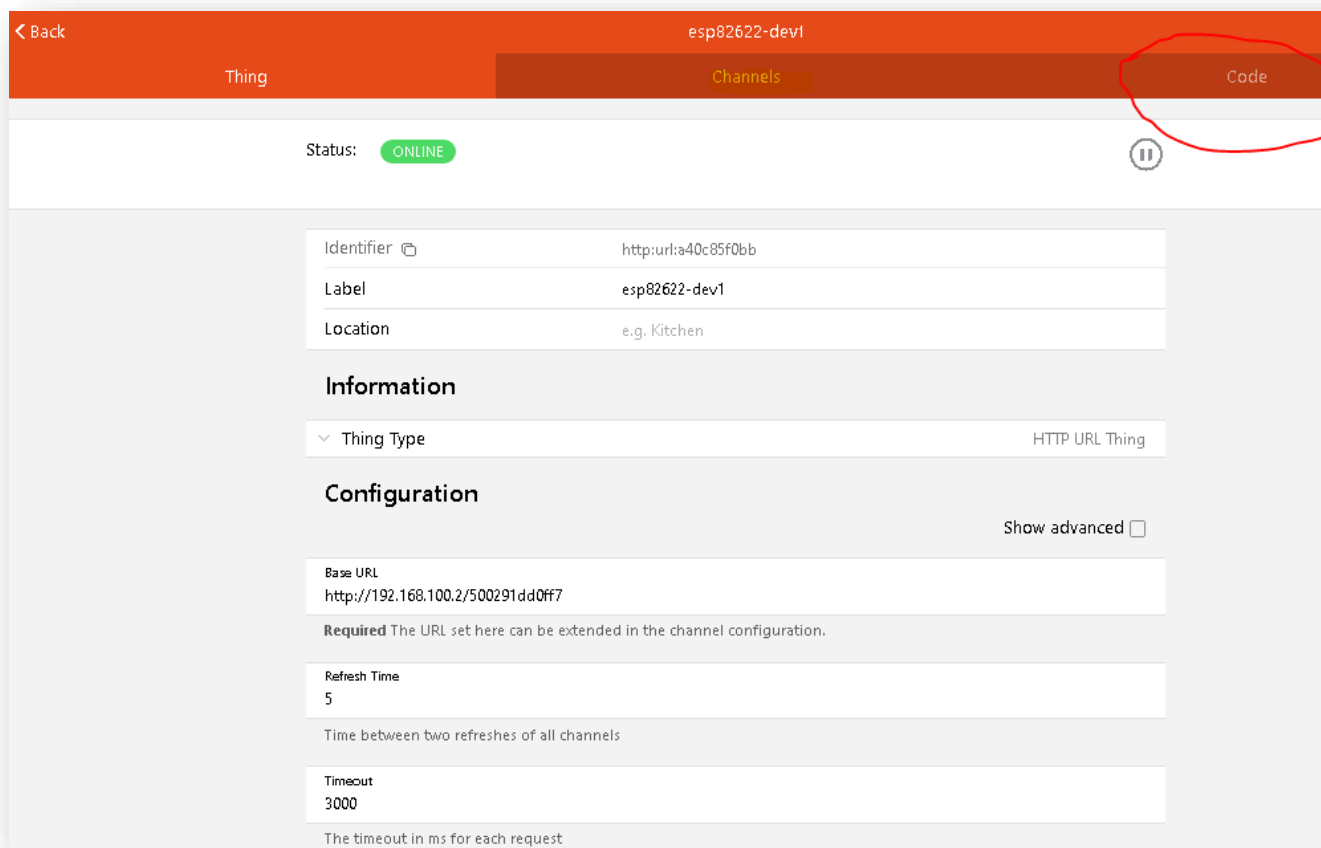 Back
esp82622-dev1
Thing
Channels
Code
Status:
ONLINE
Identifier
http:url:a40c85f0bb
Label
esp82622-dev1
Location
e.g. Kitchen
Information
Thing Type
HTTP URL Thing
Configuration
Show advanced
Base URL
http://192.168.100.2/500291dd0ff7
Required The URL set here can be extended in the channel configuration.
Refresh Time
5
Time between two refreshes of all channels
Timeout
3000
The timeout in ms for each request